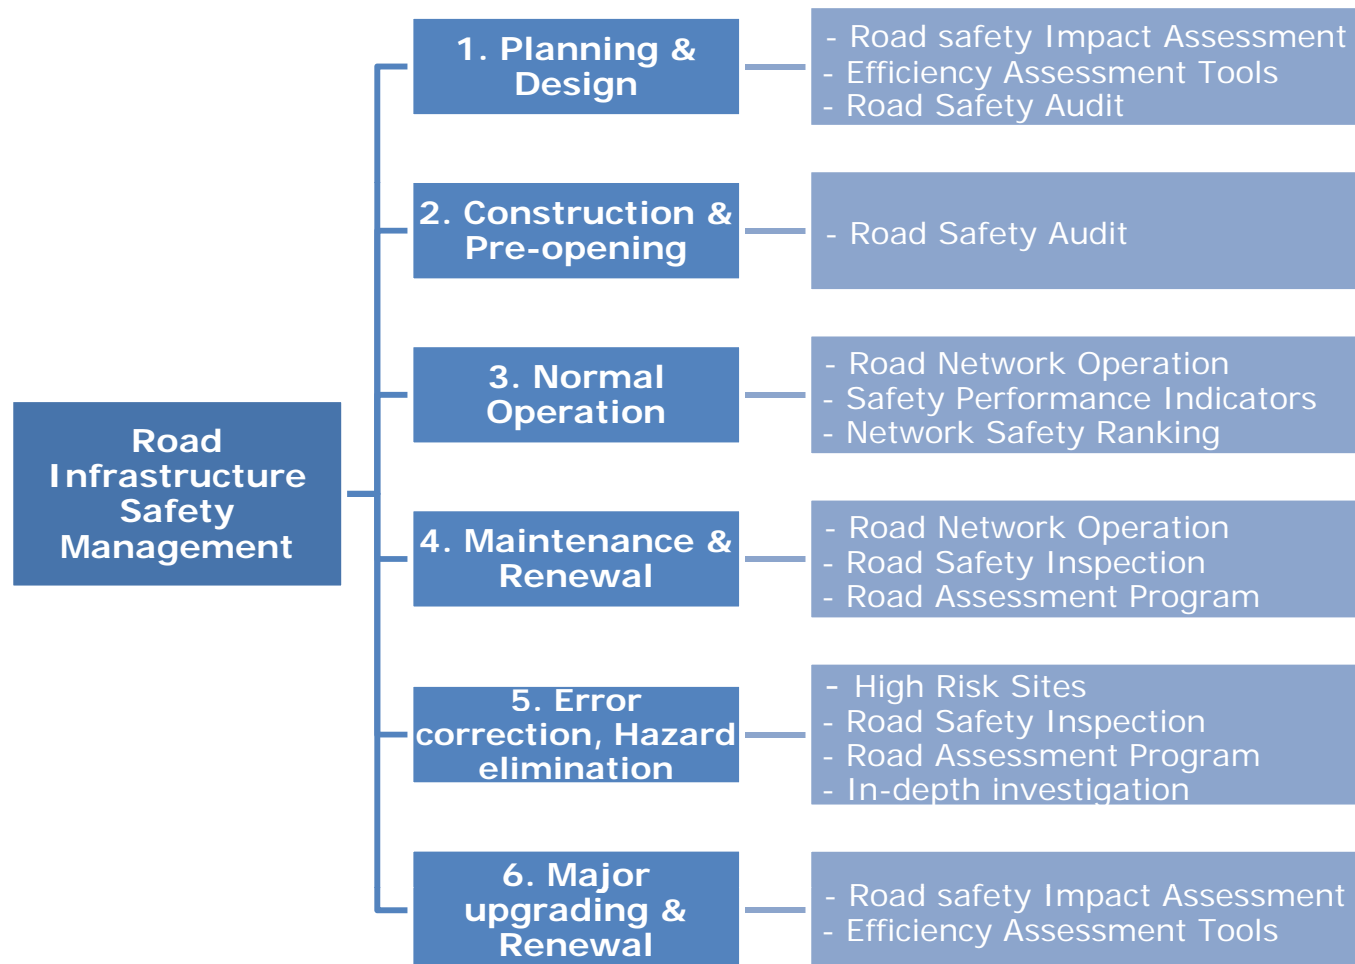 Road
Infrastructure
Safety
Management
1. Planning &
Design
- Road safety Impact Assessment
- Efficiency Assessment Tools
- Road Safety Audit
2. Construction &
Pre-opening
- Road Safety Audit
3. Normal
Operation
- Road Network Operation
- Safety Performance Indicators
- Network Safety Ranking
4. Maintenance &
Renewal
- Road Network Operation
- Road Safety Inspection
- Road Assessment Program
5. Error
correction, Hazard
elimination
- High Risk Sites
- Road Safety Inspection
- Road Assessment Program
- In-depth investigation
6. Major
upgrading &
Renewal
- Road safety Impact Assessment
- Efficiency Assessment Tools